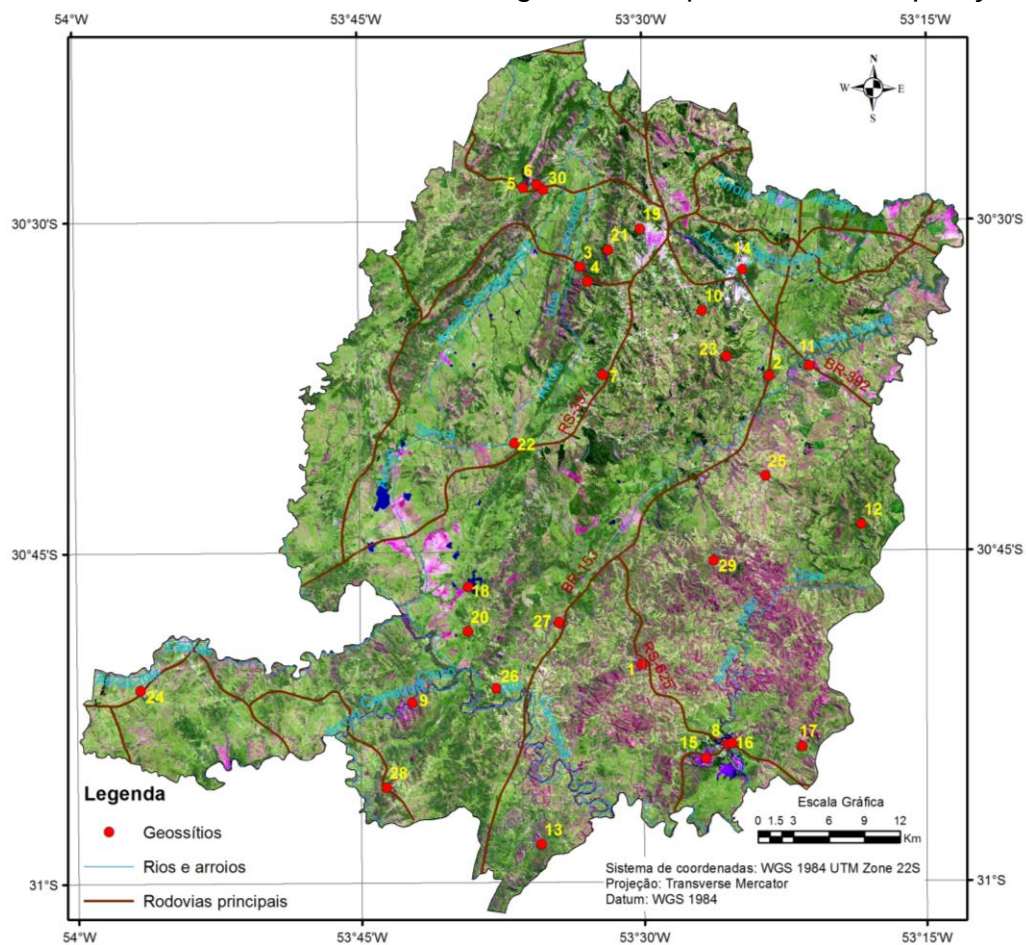 54°W
53°45'W
53°30'W
53°15'W
N
W
E
S
6
5
30
30°30'S
30°30'S
19
21
3
4
14
10
23
7
2
11
BR-392
RS-357
22
25
12
30°45'S
30°45'S
29
BR-153
18
20
27
1
RS-625
24
9
26
8
16
15
17
28
13
Legenda
Geossítios
Rios e arroios
Rodovias principais
Escala Gráfica
0 1.5 3 6 9 12
Km
Sistema de coordenadas: WGS 1984 UTM Zone 22S
Projeção: Transverse Mercator
Datum: WGS 1984
31°S
31°S
54°W
53°45'W
53°30'W
53°15'W